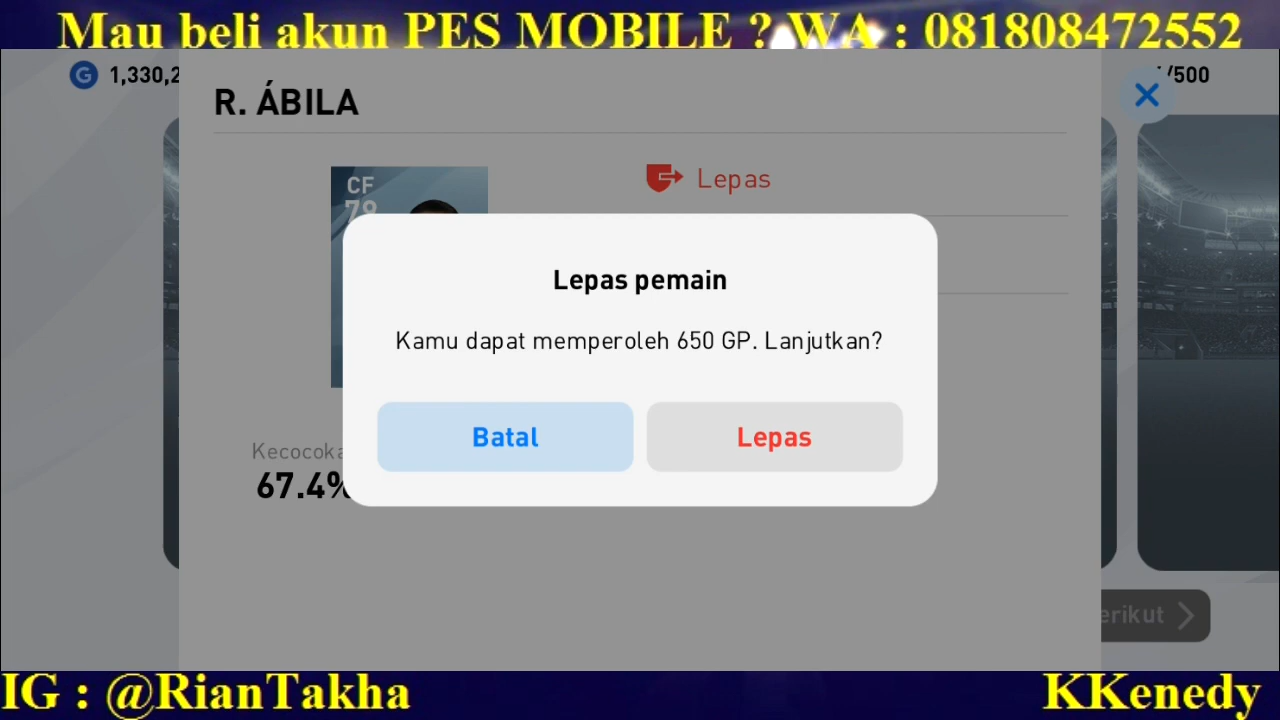 Mau beli akun PES MOBILE ? WA : 081808472552
1,330,2
/500
R. ÁBILA
CF
79
Lepas
Lepas pemain
Kamu dapat memperoleh 650 GP. Lanjutkan?
Batal
Lepas
Kecocoka
67.4%
erikut
IG : @RianTakha
KKenedy